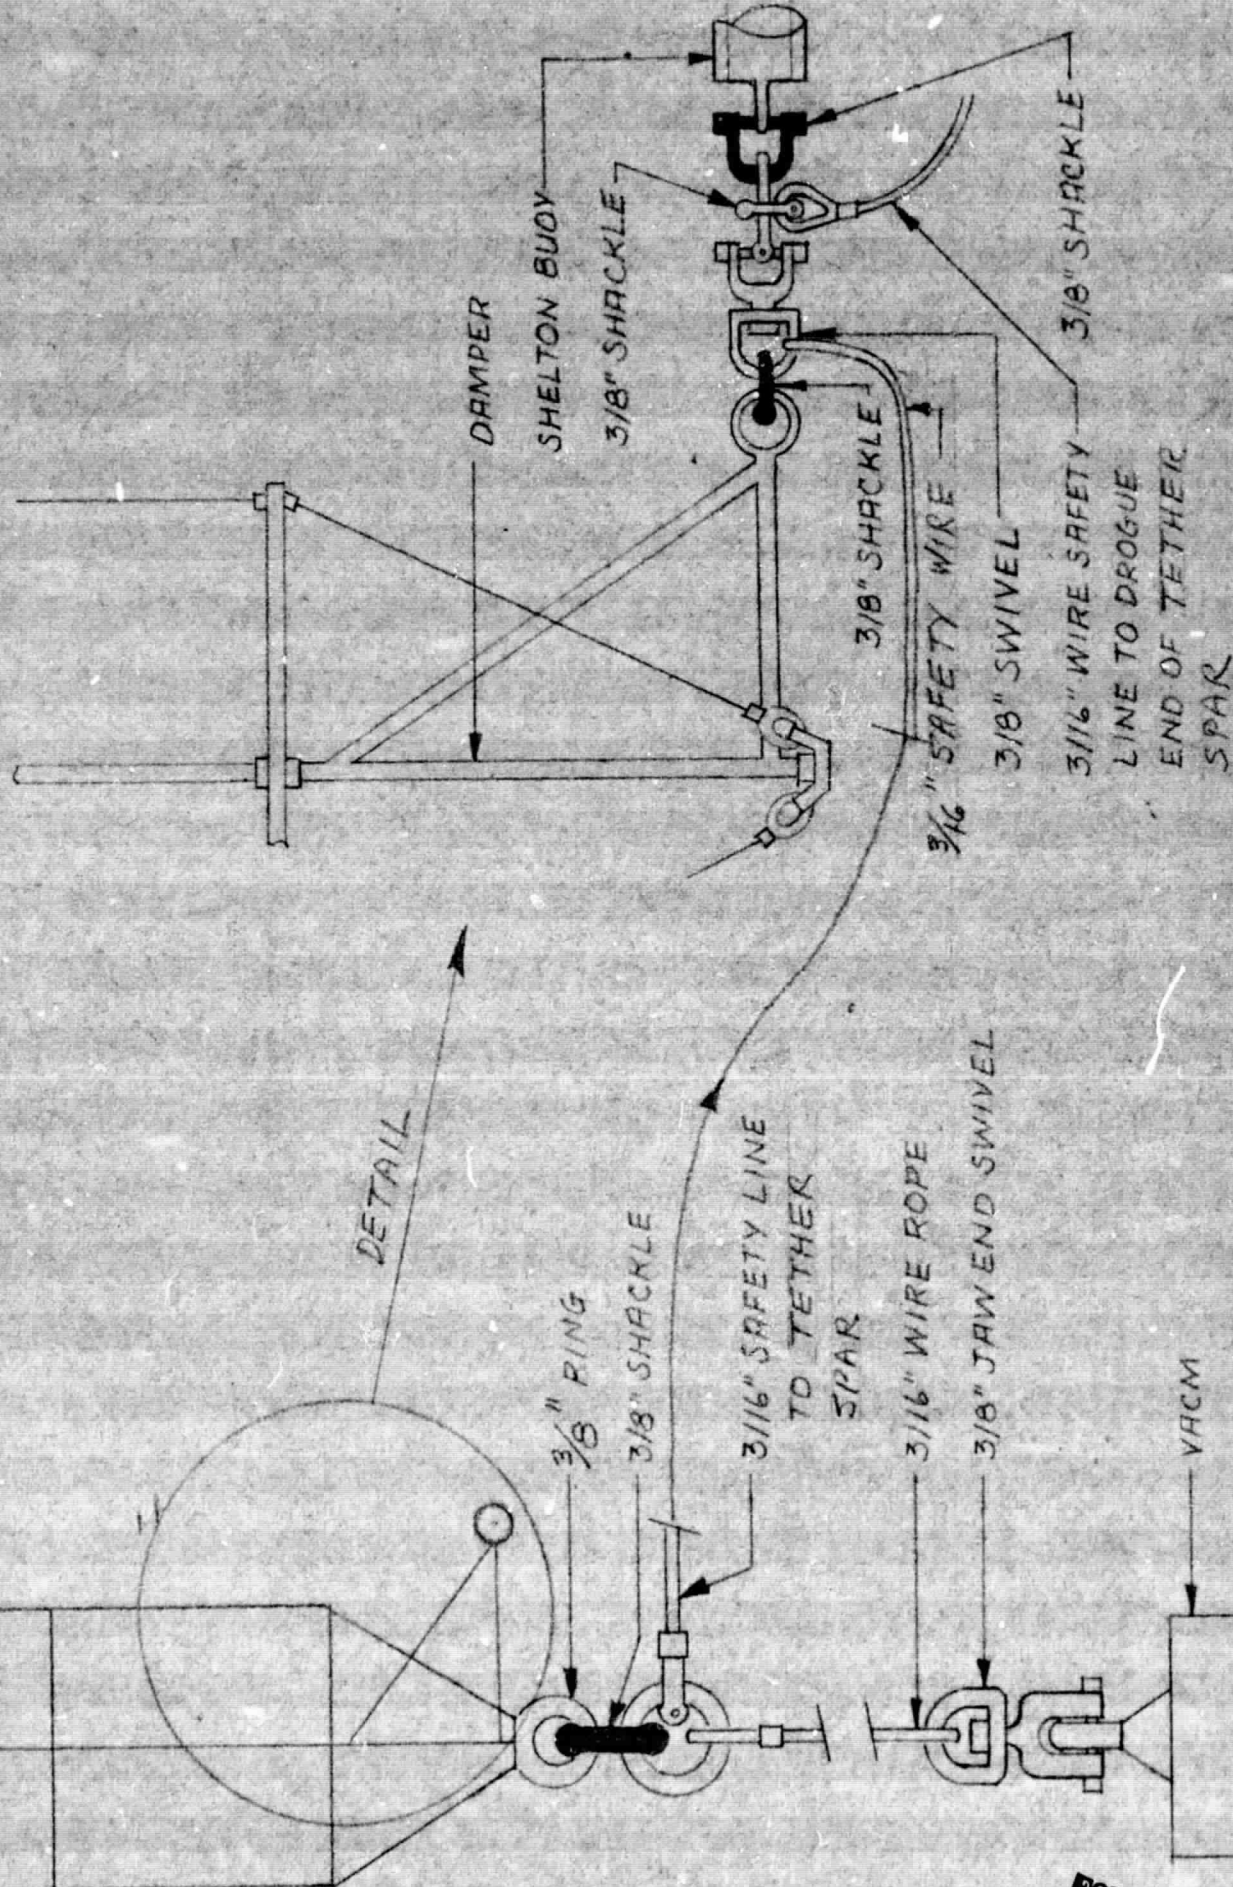 DAMPER
SHELTON BUOY
3/8" SHACKLE
3/8" SHACKLE
3/8" SHACKLE
3/16" SAFETY WIRE
3/8" SWIVEL
3/16" WIRE SAFETY
LINE TO DROGUE
END OF TETHER
SPAR
DETAIL
3/8" RING
3/8" SHACKLE
3/16" SAFETY LINE
TO TETHER
SPAR
3/16" WIRE ROPE
3/8" JAW END SWIVEL
VACM